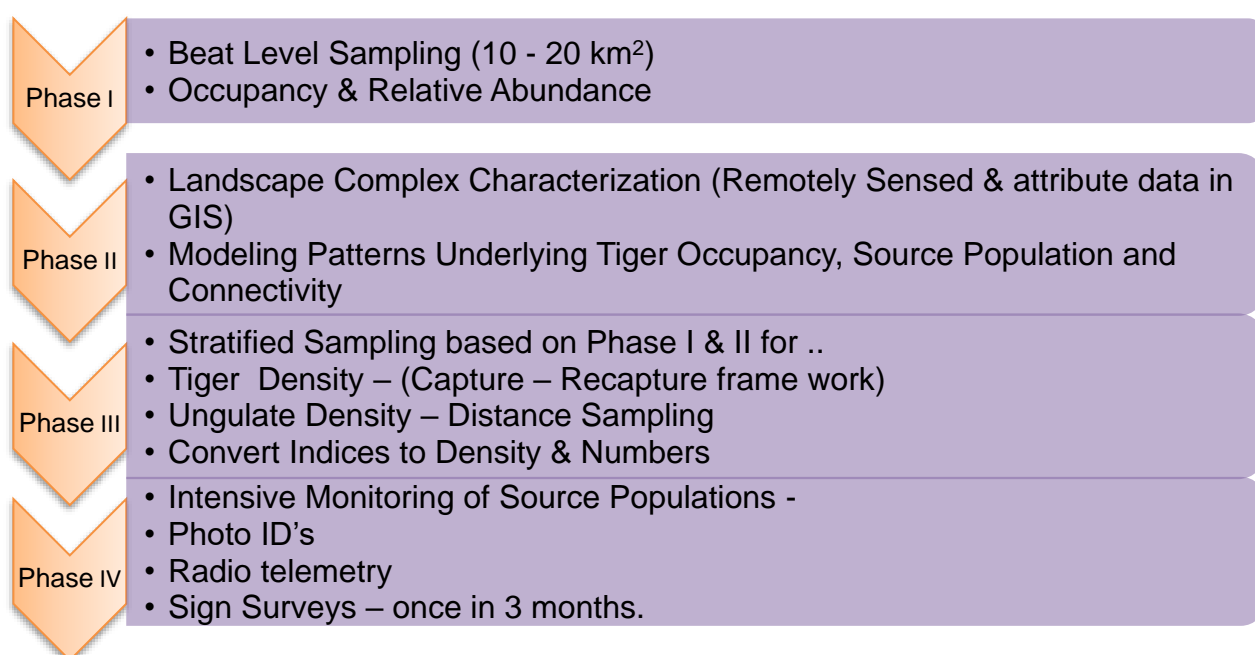 Phase I
• Beat Level Sampling (10 - 20 km²)
• Occupancy & Relative Abundance
Phase II
• Landscape Complex Characterization (Remotely Sensed & attribute data in
GIS)
• Modeling Patterns Underlying Tiger Occupancy, Source Population and
Connectivity
Phase III
• Stratified Sampling based on Phase I & II for ..
• Tiger Density – (Capture – Recapture frame work)
• Ungulate Density – Distance Sampling
• Convert Indices to Density & Numbers
Phase IV
• Intensive Monitoring of Source Populations -
• Photo ID’s
• Radio telemetry
• Sign Surveys – once in 3 months.